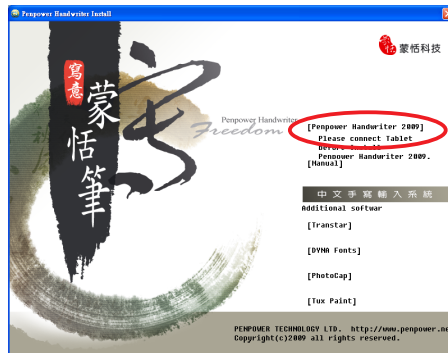 Penpower Handwriter Install
蒙恬科技
寫意
蒙恬筆
Penpower Handwriter
Freedom
[Penpower Handwriter 2009]
Please connect Tablet
before install
Penpower Handwriter 2009.
[Manual]
中文手寫輸入系統
Additional softwar
[Transtar]
[DYNA Fonts]
[PhotoCap]
[Tux Paint]
PENPOWER TECHNOLOGY LTD. http://www.penpower.ne
Copyright(c)2009 all rights reserved.